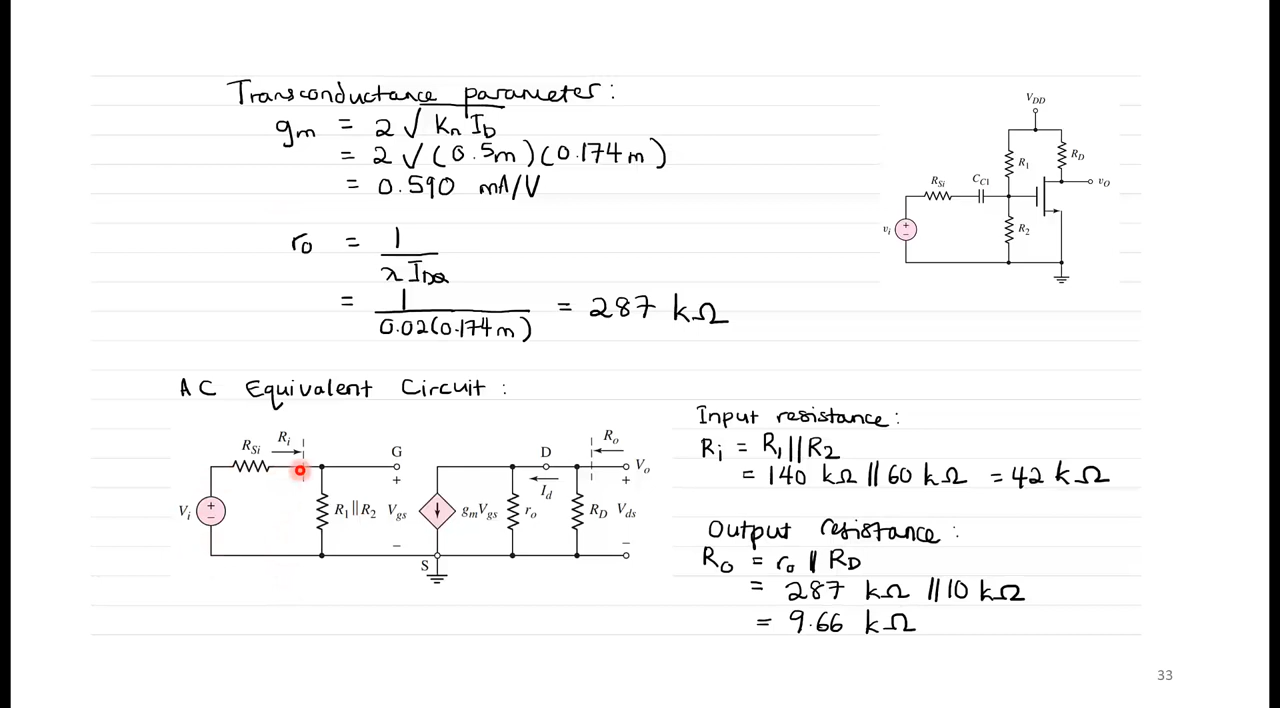 Transconductance parameter:
gm = 2 √ Kn ID
= 2 √ (0.5m)(0.174m)
= 0.590 mA/V
ro = 1 / λ IDQ
= 1 / 0.02(0.174m) = 287 kΩ
VDD
R1
RD
RSi
CC1
vO
R2
vi
+
−
AC Equivalent Circuit:
RSi
Ri
G
D
Ro
Vo
+
Id
+
Vi
+
−
R1||R2
Vgs
gmVgs
ro
RD
Vds
−
S
−
Input resistance:
Ri = R1||R2
= 140 kΩ || 60 kΩ = 42 kΩ
Output resistance:
Ro = ro || RD
= 287 kΩ || 10 kΩ
= 9.66 kΩ
33